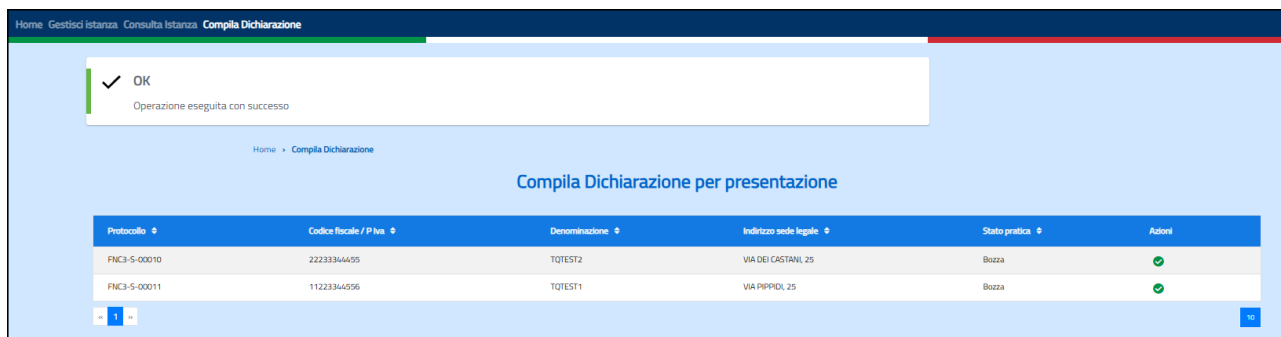 Home Gestisci istanza Consulta Istanza Compila Dichiarazione
OK
Operazione eseguita con successo
Home › Compila Dichiarazione
Compila Dichiarazione per presentazione
Protocollo Codice fiscale / P Iva Denominazione Indirizzo sede legale Stato pratica Azioni
FNC3-S-00010 22233344455 TQTEST2 VIA DEI CASTANI, 25 Bozza
FNC3-S-00011 11223344556 TQTEST1 VIA PIPPIDI, 25 Bozza
« 1 » 10